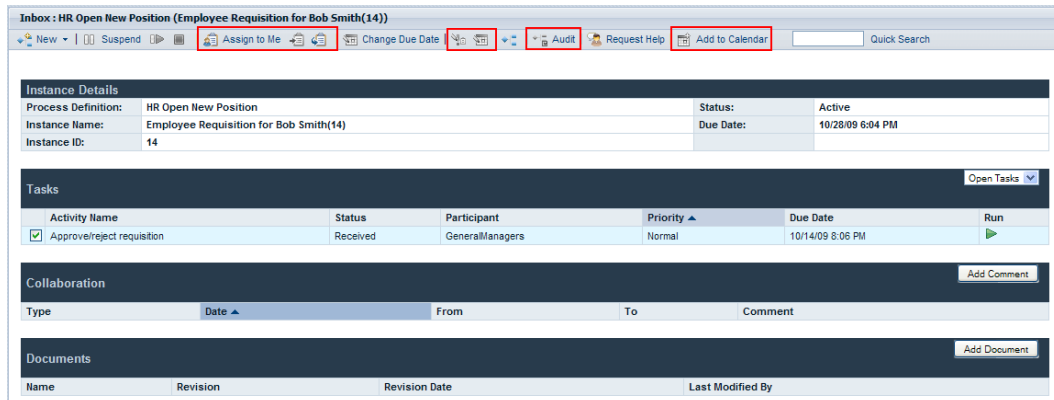 Inbox : HR Open New Position (Employee Requisition for Bob Smith(14))
New Suspend Assign to Me Change Due Date Audit Request Help Add to Calendar Quick Search
Instance Details
Process Definition: HR Open New Position Status: Active
Instance Name: Employee Requisition for Bob Smith(14) Due Date: 10/28/09 6:04 PM
Instance ID: 14
Open Tasks
Tasks
Activity Name Status Participant Priority Due Date Run
Approve/reject requisition Received GeneralManagers Normal 10/14/09 8:06 PM
Add Comment
Collaboration
Type Date From To Comment
Add Document
Documents
Name Revision Revision Date Last Modified By